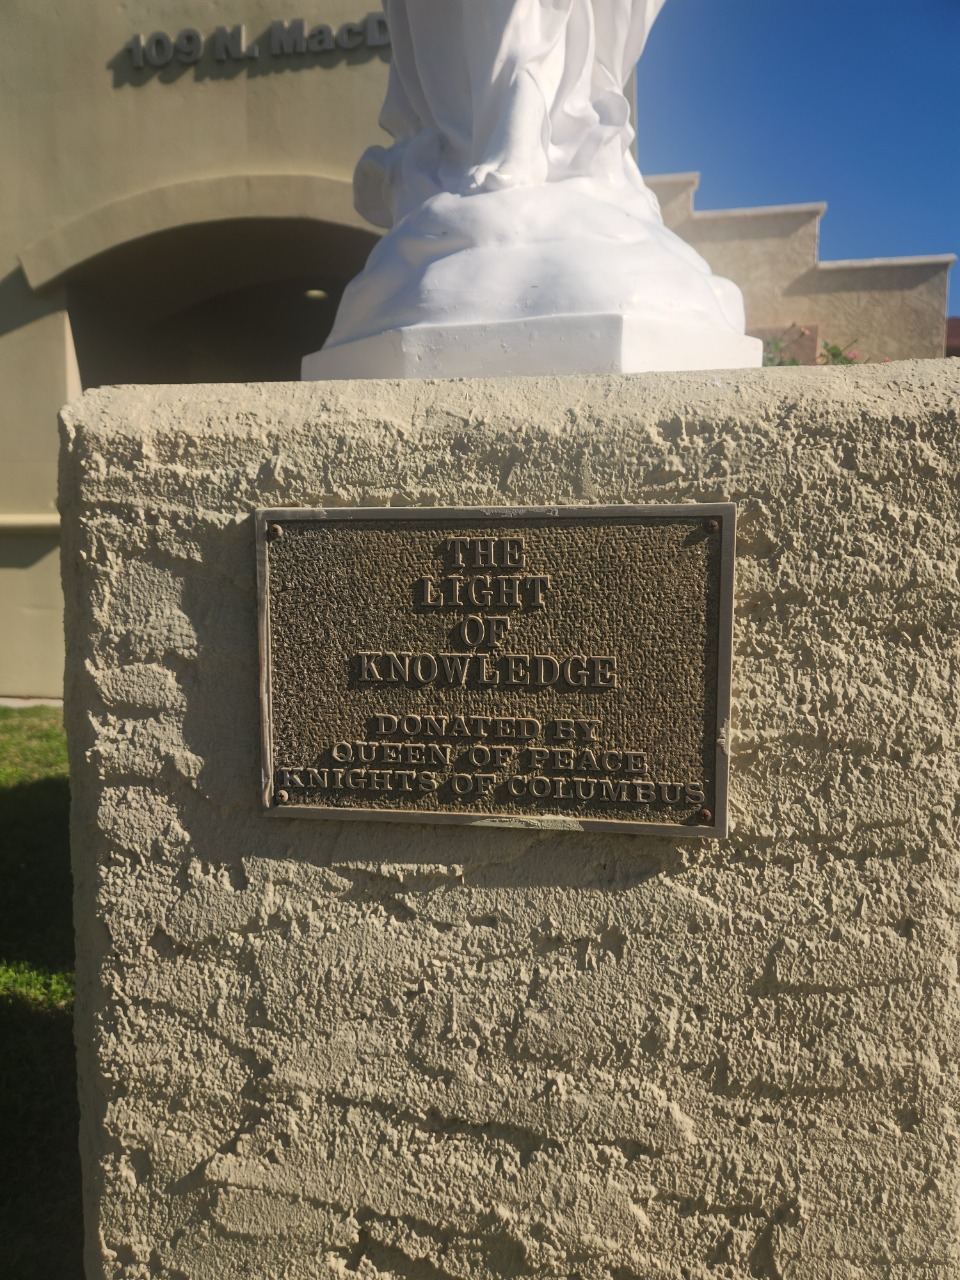 109 N. MacD
THE
LIGHT
OF
KNOWLEDGE
DONATED BY
QUEEN OF PEACE
KNIGHTS OF COLUMBUS